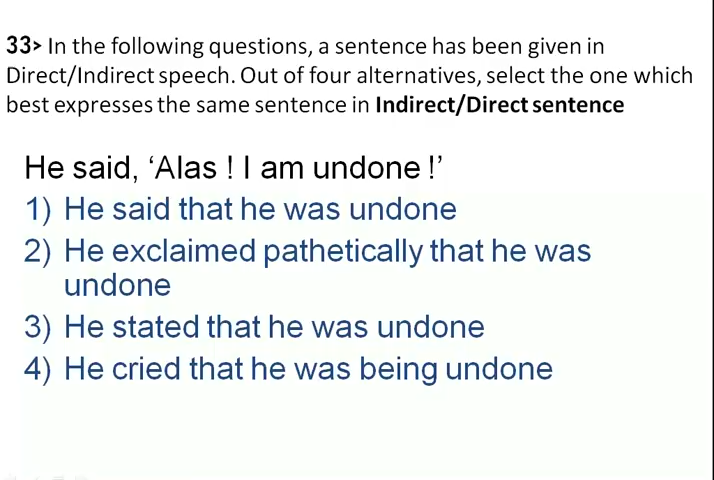 33> In the following questions, a sentence has been given in
Direct/Indirect speech. Out of four alternatives, select the one which
best expresses the same sentence in Indirect/Direct sentence
He said, ‘Alas ! I am undone !’
1) He said that he was undone
2) He exclaimed pathetically that he was
undone
3) He stated that he was undone
4) He cried that he was being undone